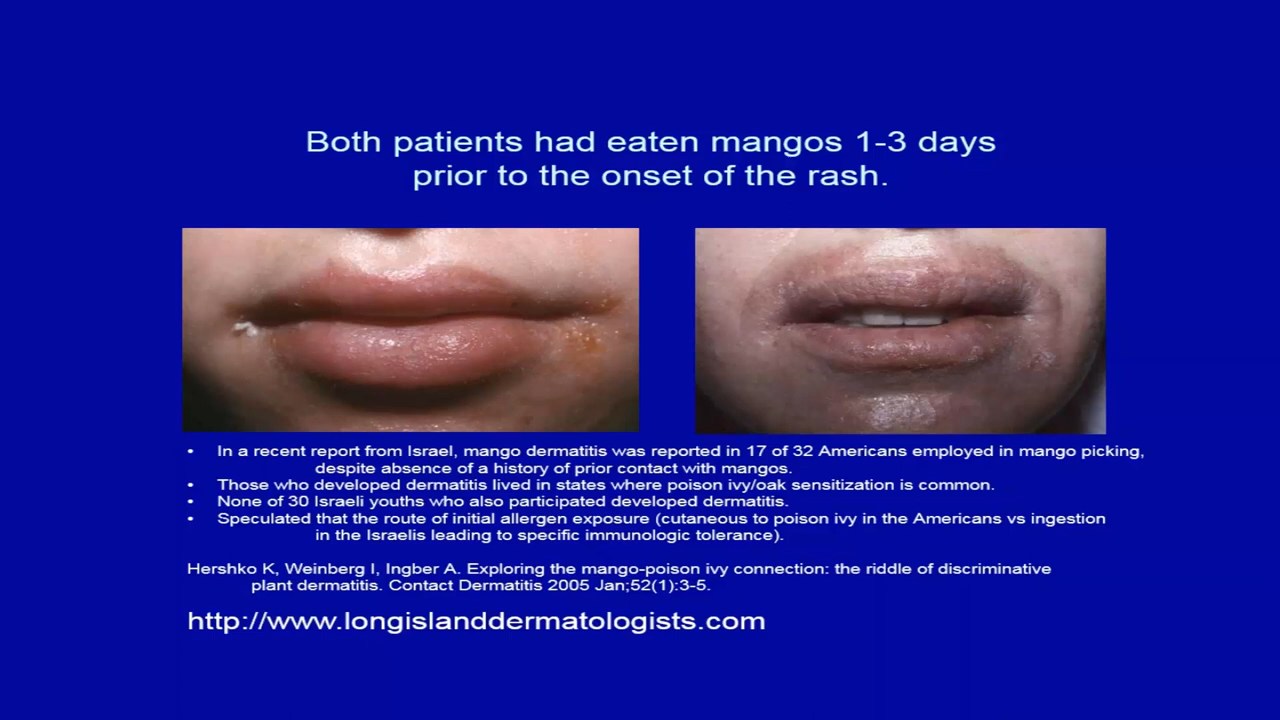 Both patients had eaten mangos 1-3 days
prior to the onset of the rash.
• In a recent report from Israel, mango dermatitis was reported in 17 of 32 Americans employed in mango picking,
despite absence of a history of prior contact with mangos.
• Those who developed dermatitis lived in states where poison ivy/oak sensitization is common.
• None of 30 Israeli youths who also participated developed dermatitis.
• Speculated that the route of initial allergen exposure (cutaneous to poison ivy in the Americans vs ingestion
in the Israelis leading to specific immunologic tolerance).
Hershko K, Weinberg I, Ingber A. Exploring the mango-poison ivy connection: the riddle of discriminative
plant dermatitis. Contact Dermatitis 2005 Jan;52(1):3-5.
http://www.longislanddermatologists.com